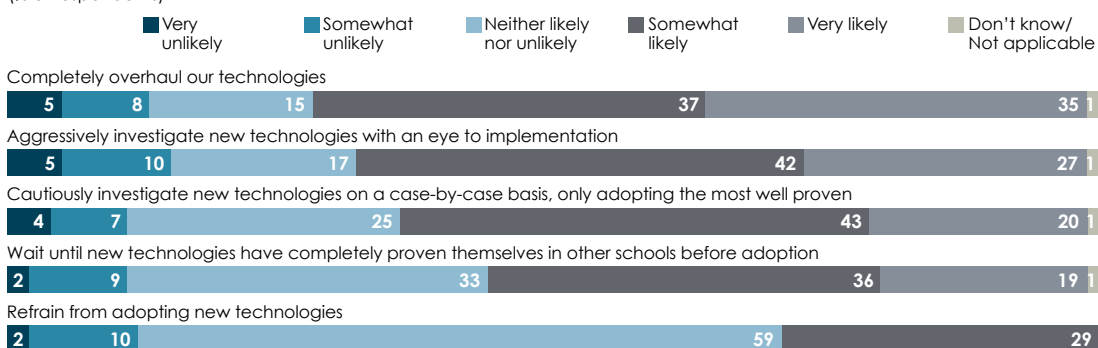 Very unlikely
Somewhat unlikely
Neither likely nor unlikely
Somewhat likely
Very likely
Don't know/ Not applicable
Completely overhaul our technologies
5 8 15 37 35 1
Aggressively investigate new technologies with an eye to implementation
5 10 17 42 27 1
Cautiously investigate new technologies on a case-by-case basis, only adopting the most well proven
4 7 25 43 20 1
Wait until new technologies have completely proven themselves in other schools before adoption
2 9 33 36 19 1
Refrain from adopting new technologies
2 10 59 29